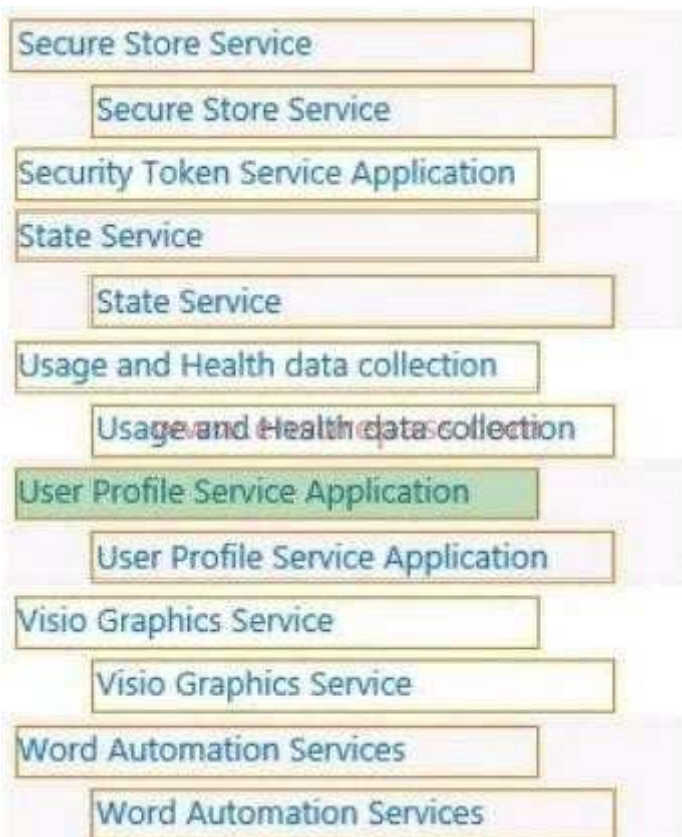 Secure Store Service
Secure Store Service
Security Token Service Application
State Service
State Service
Usage and Health data collection
Usage and Health data collection
User Profile Service Application
User Profile Service Application
Visio Graphics Service
Visio Graphics Service
Word Automation Services
Word Automation Services